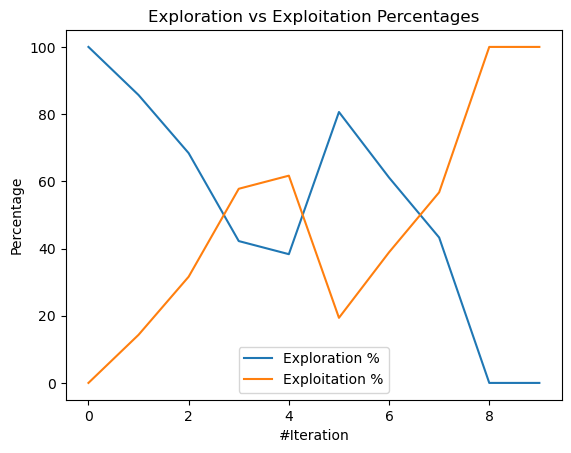 Exploration vs Exploitation Percentages
100
80
60
40
20
0
Percentage
Exploration %
Exploitation %
0 2 4 6 8
#Iteration